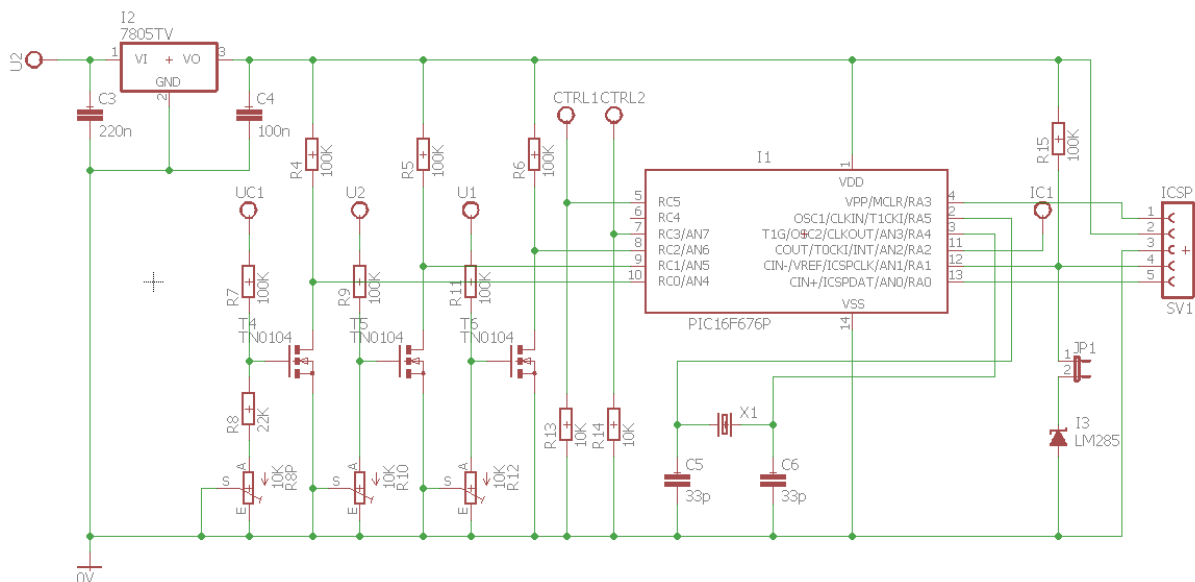 I2
7805TV
U2
1
VI
+
VO
3
GND
2
C3
220n
C4
100n
R4
100K
R5
100K
R6
100K
CTRL1
CTRL2
UC1
U2
U1
R7
100K
R9
100K
R11
100K
T4
TN0104
T5
TN0104
T6
TN0104
R8
22K
S
A
E
10K
R8P
S
A
E
10K
R10
S
A
E
10K
R12
R13
10K
R14
10K
I1
1
VDD
5
RC5
6
RC4
7
RC3/AN7
8
RC2/AN6
9
RC1/AN5
10
RC0/AN4
VPP/MCLR/RA3
4
OSC1/CLKIN/T1CKI/RA5
2
T1G/OSC2/CLKOUT/AN3/RA4
3
COUT/T0CKI/INT/AN2/RA2
11
CIN-/VREF/ICSPCLK/AN1/RA1
12
CIN+/ICSPDAT/AN0/RA0
13
VSS
14
PIC16F676P
X1
C5
33p
C6
33p
R15
100K
IC1
ICSP
1
2
3
4
5
+
SV1
JP1
1
2
I3
LM285
0V